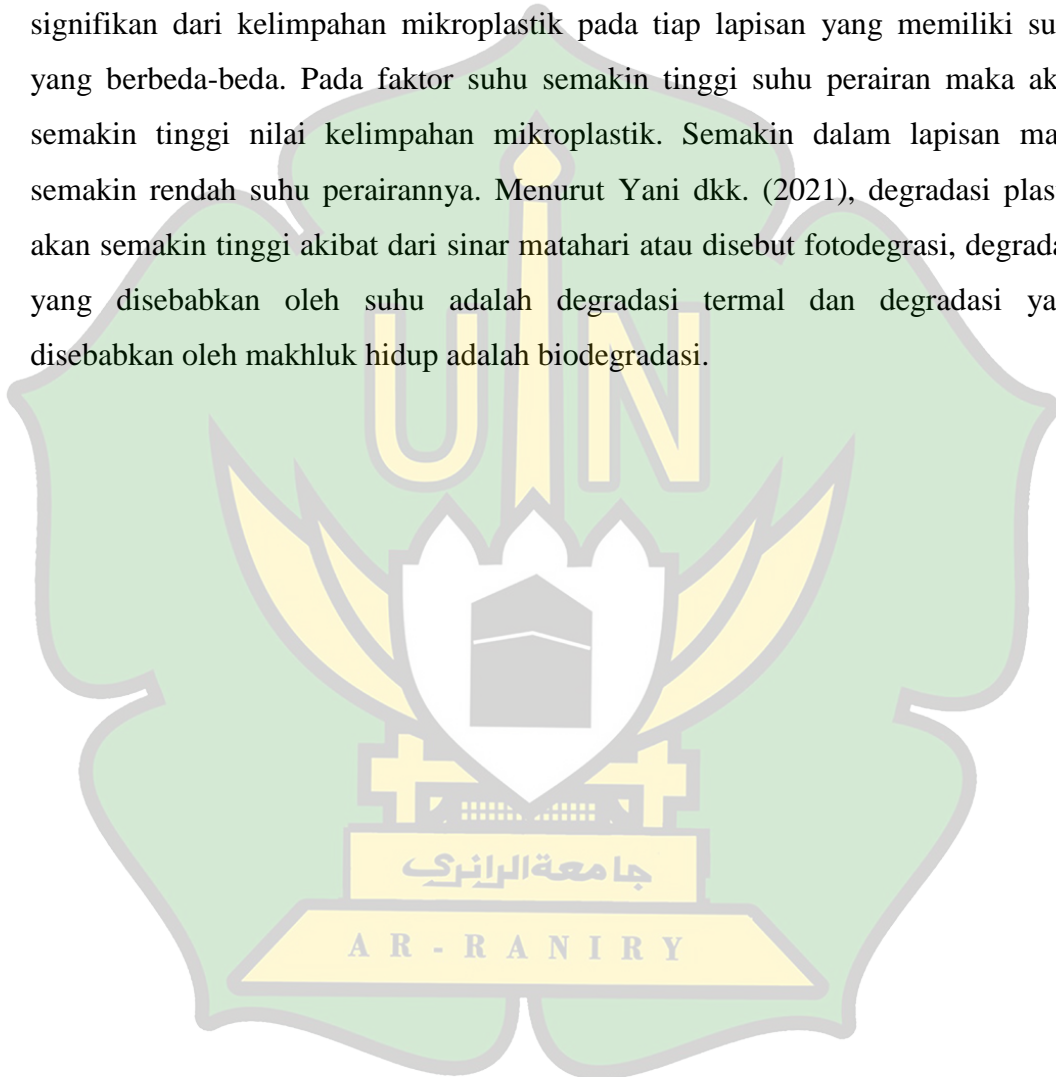 signifikan dari kelimpahan mikroplastik pada tiap lapisan yang memiliki su
yang berbeda-beda. Pada faktor suhu semakin tinggi suhu perairan maka ak
semakin tinggi nilai kelimpahan mikroplastik. Semakin dalam lapisan ma
semakin rendah suhu perairannya. Menurut Yani dkk. (2021), degradasi plas
akan semakin tinggi akibat dari sinar matahari atau disebut fotodegrasi, degrada
yang disebabkan oleh suhu adalah degradasi termal dan degradasi ya
disebabkan oleh makhluk hidup adalah biodegradasi.
UIN
جامعة الرانري
AR-RANIRY